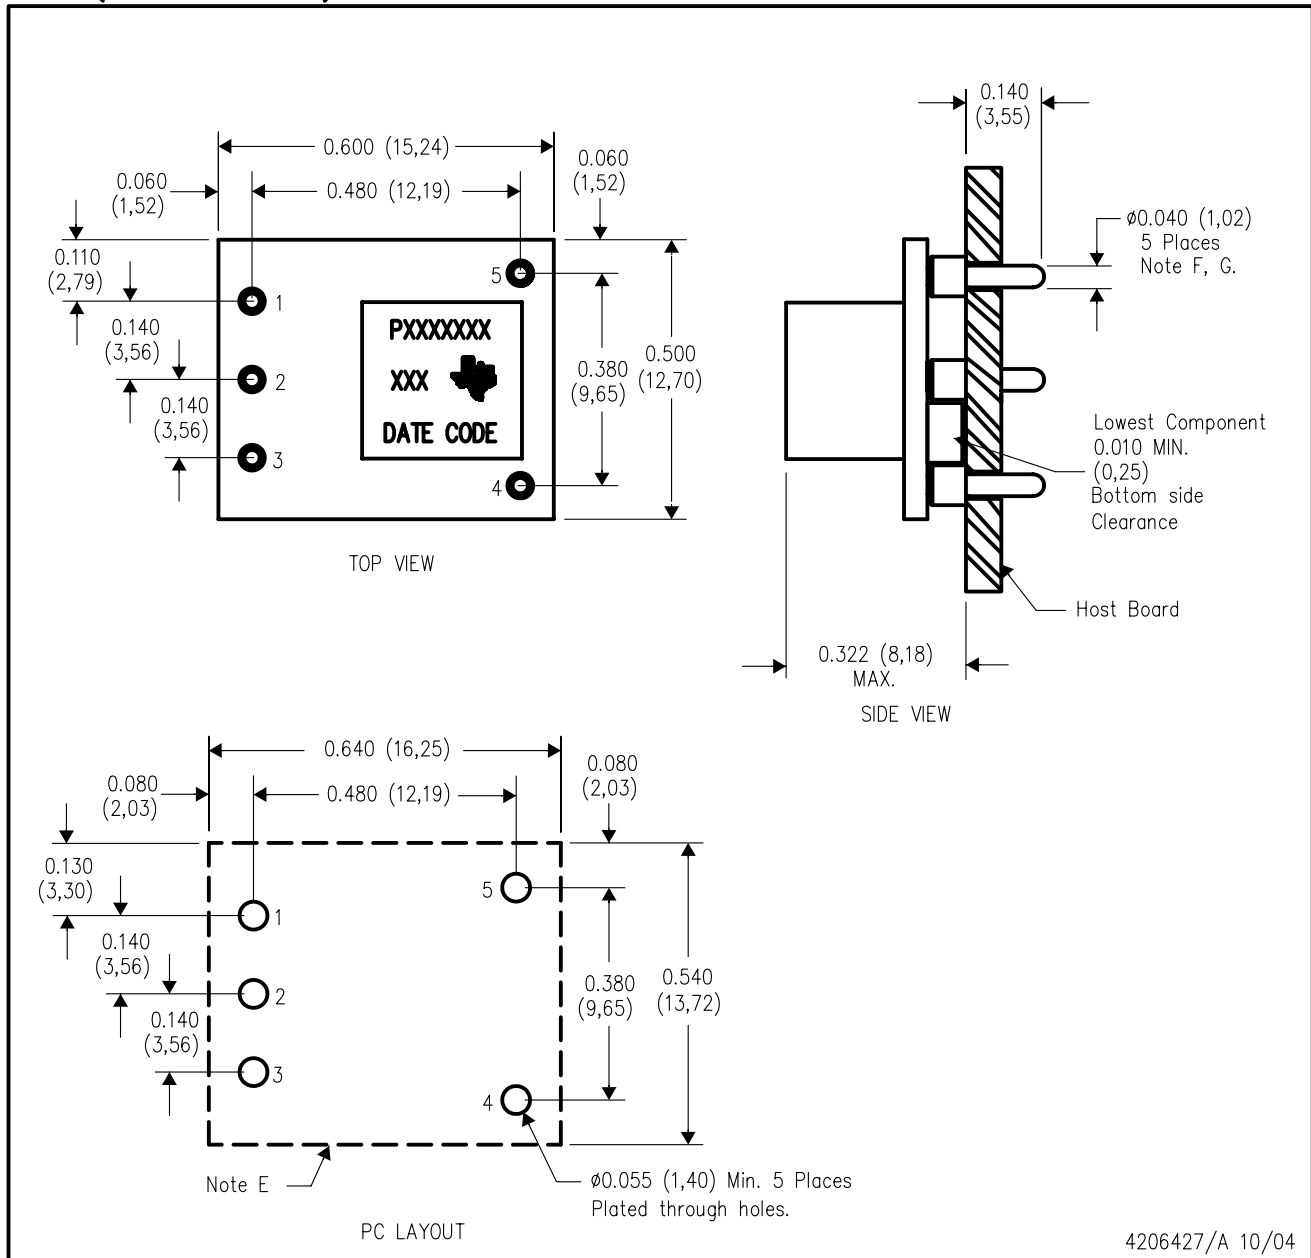 0.600 (15,24)
0.060
(1,52)
0.480 (12,19)
0.060
(1,52)
0.110
(2,79)
0.140
(3,56)
0.140
(3,56)
1
2
3
5
4
PXXXXXXX
XXX
DATE CODE
0.380
(9,65)
0.500
(12,70)
TOP VIEW
0.140
(3,55)
ø0.040 (1,02)
5 Places
Note F, G.
Lowest Component
0.010 MIN.
(0,25)
Bottom side
Clearance
Host Board
0.322 (8,18)
MAX.
SIDE VIEW
0.640 (16,25)
0.080
(2,03)
0.480 (12,19)
0.080
(2,03)
0.130
(3,30)
0.140
(3,56)
0.140
(3,56)
1
2
3
5
4
0.380
(9,65)
0.540
(13,72)
Note E
ø0.055 (1,40) Min. 5 Places
Plated through holes.
PC LAYOUT
4206427/A 10/04